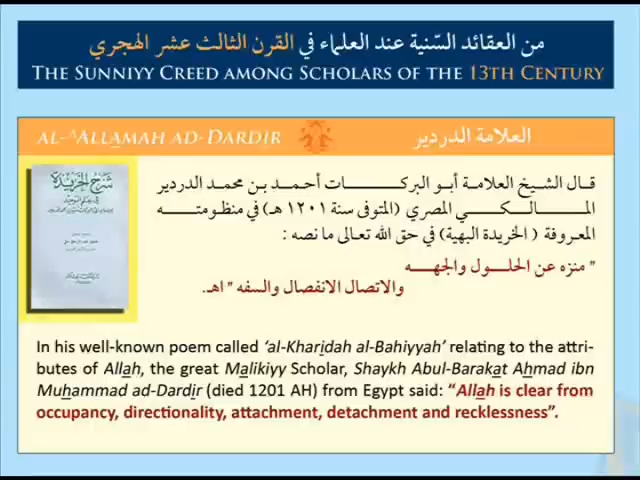 من العقائد السّنية عند العلماء في القرن الثالث عشر الهجري
THE SUNNIYY CREED AMONG SCHOLARS OF THE 13TH CENTURY
AL-^ALLAMAH AD-DARDIR العلامة الدردير
شرح الخريدة
قال الشيخ العلامة أبو البركات أحمد بن محمد الدردير
المالكي المصري (المتوفى سنة ١٢٠١ هـ) في منظومته
المعروفة (الخريدة البهية) في حق الله تعالى ما نصه :
" منزه عن الحلول والجهه
والاتصال الانفصال والسفه " اهـ.
In his well-known poem called 'al-Kharidah al-Bahiyyah' relating to the attri-
butes of Allah, the great Malikiyy Scholar, Shaykh Abul-Barakat Ahmad ibn
Muhammad ad-Dardir (died 1201 AH) from Egypt said: "Allah is clear from
occupancy, directionality, attachment, detachment and recklessness".